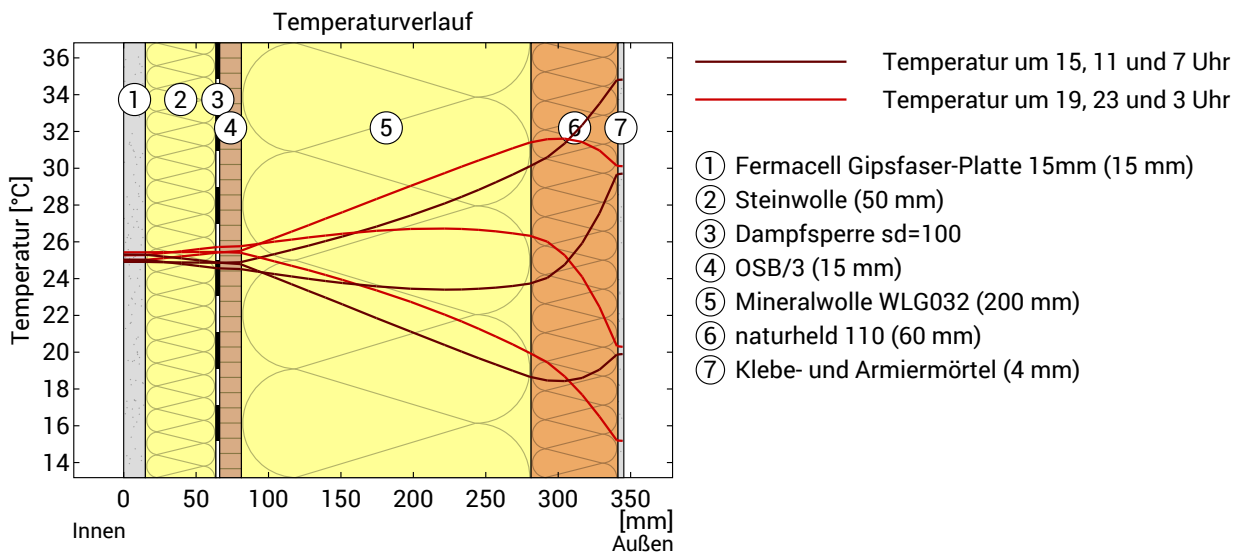 Temperaturverlauf
Temperatur [°C]
36
34
32
30
28
26
24
22
20
18
16
14
1
2
3
4
5
6
7
0
50
100
150
200
250
300
350
[mm]
Innen
Außen
Temperatur um 15, 11 und 7 Uhr
Temperatur um 19, 23 und 3 Uhr
1 Fermacell Gipsfaser-Platte 15mm (15 mm)
2 Steinwolle (50 mm)
3 Dampfsperre sd=100
4 OSB/3 (15 mm)
5 Mineralwolle WLG032 (200 mm)
6 naturheld 110 (60 mm)
7 Klebe- und Armiermörtel (4 mm)